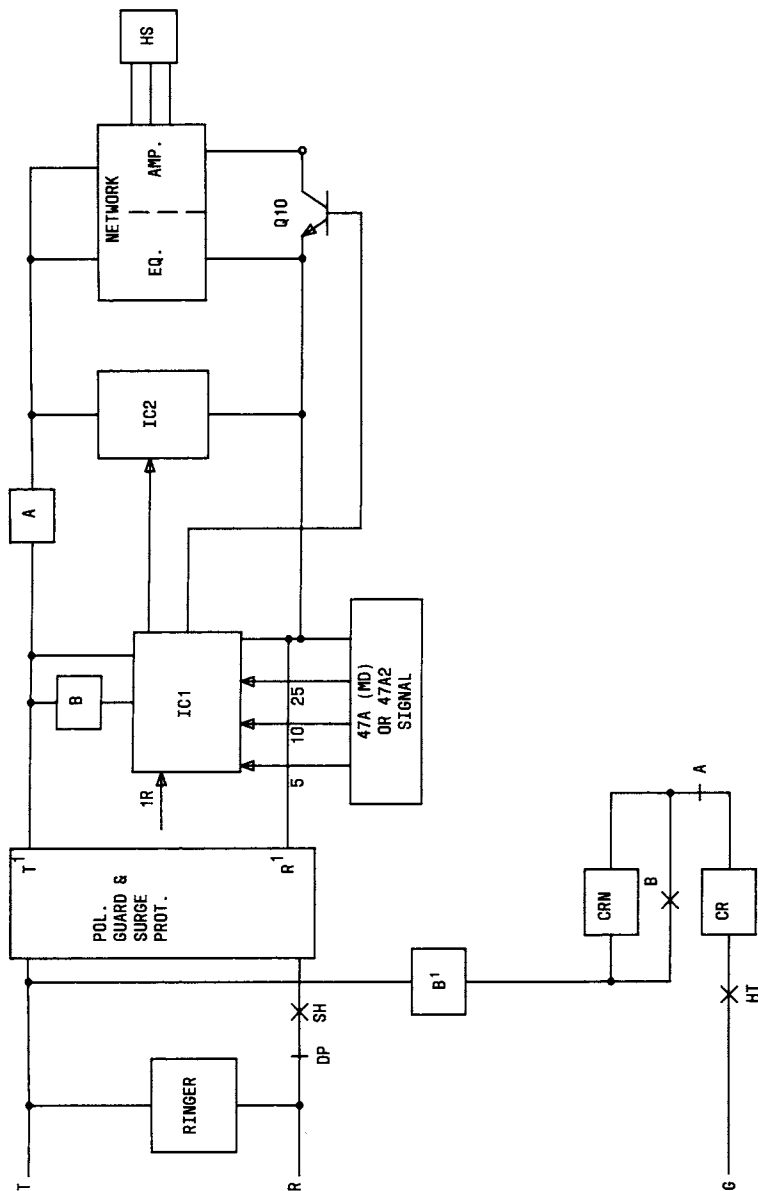 T
R
RINGER
DP
SH
POL.
GUARD &
SURGE
PROT.
T1
R1
1R
B
IC1
5
10
25
47A (MD)
OR 47A2
SIGNAL
A
IC2
NETWORK
EQ.
AMP.
Q10
HS
B1
CRN
B
A
CR
HT
G